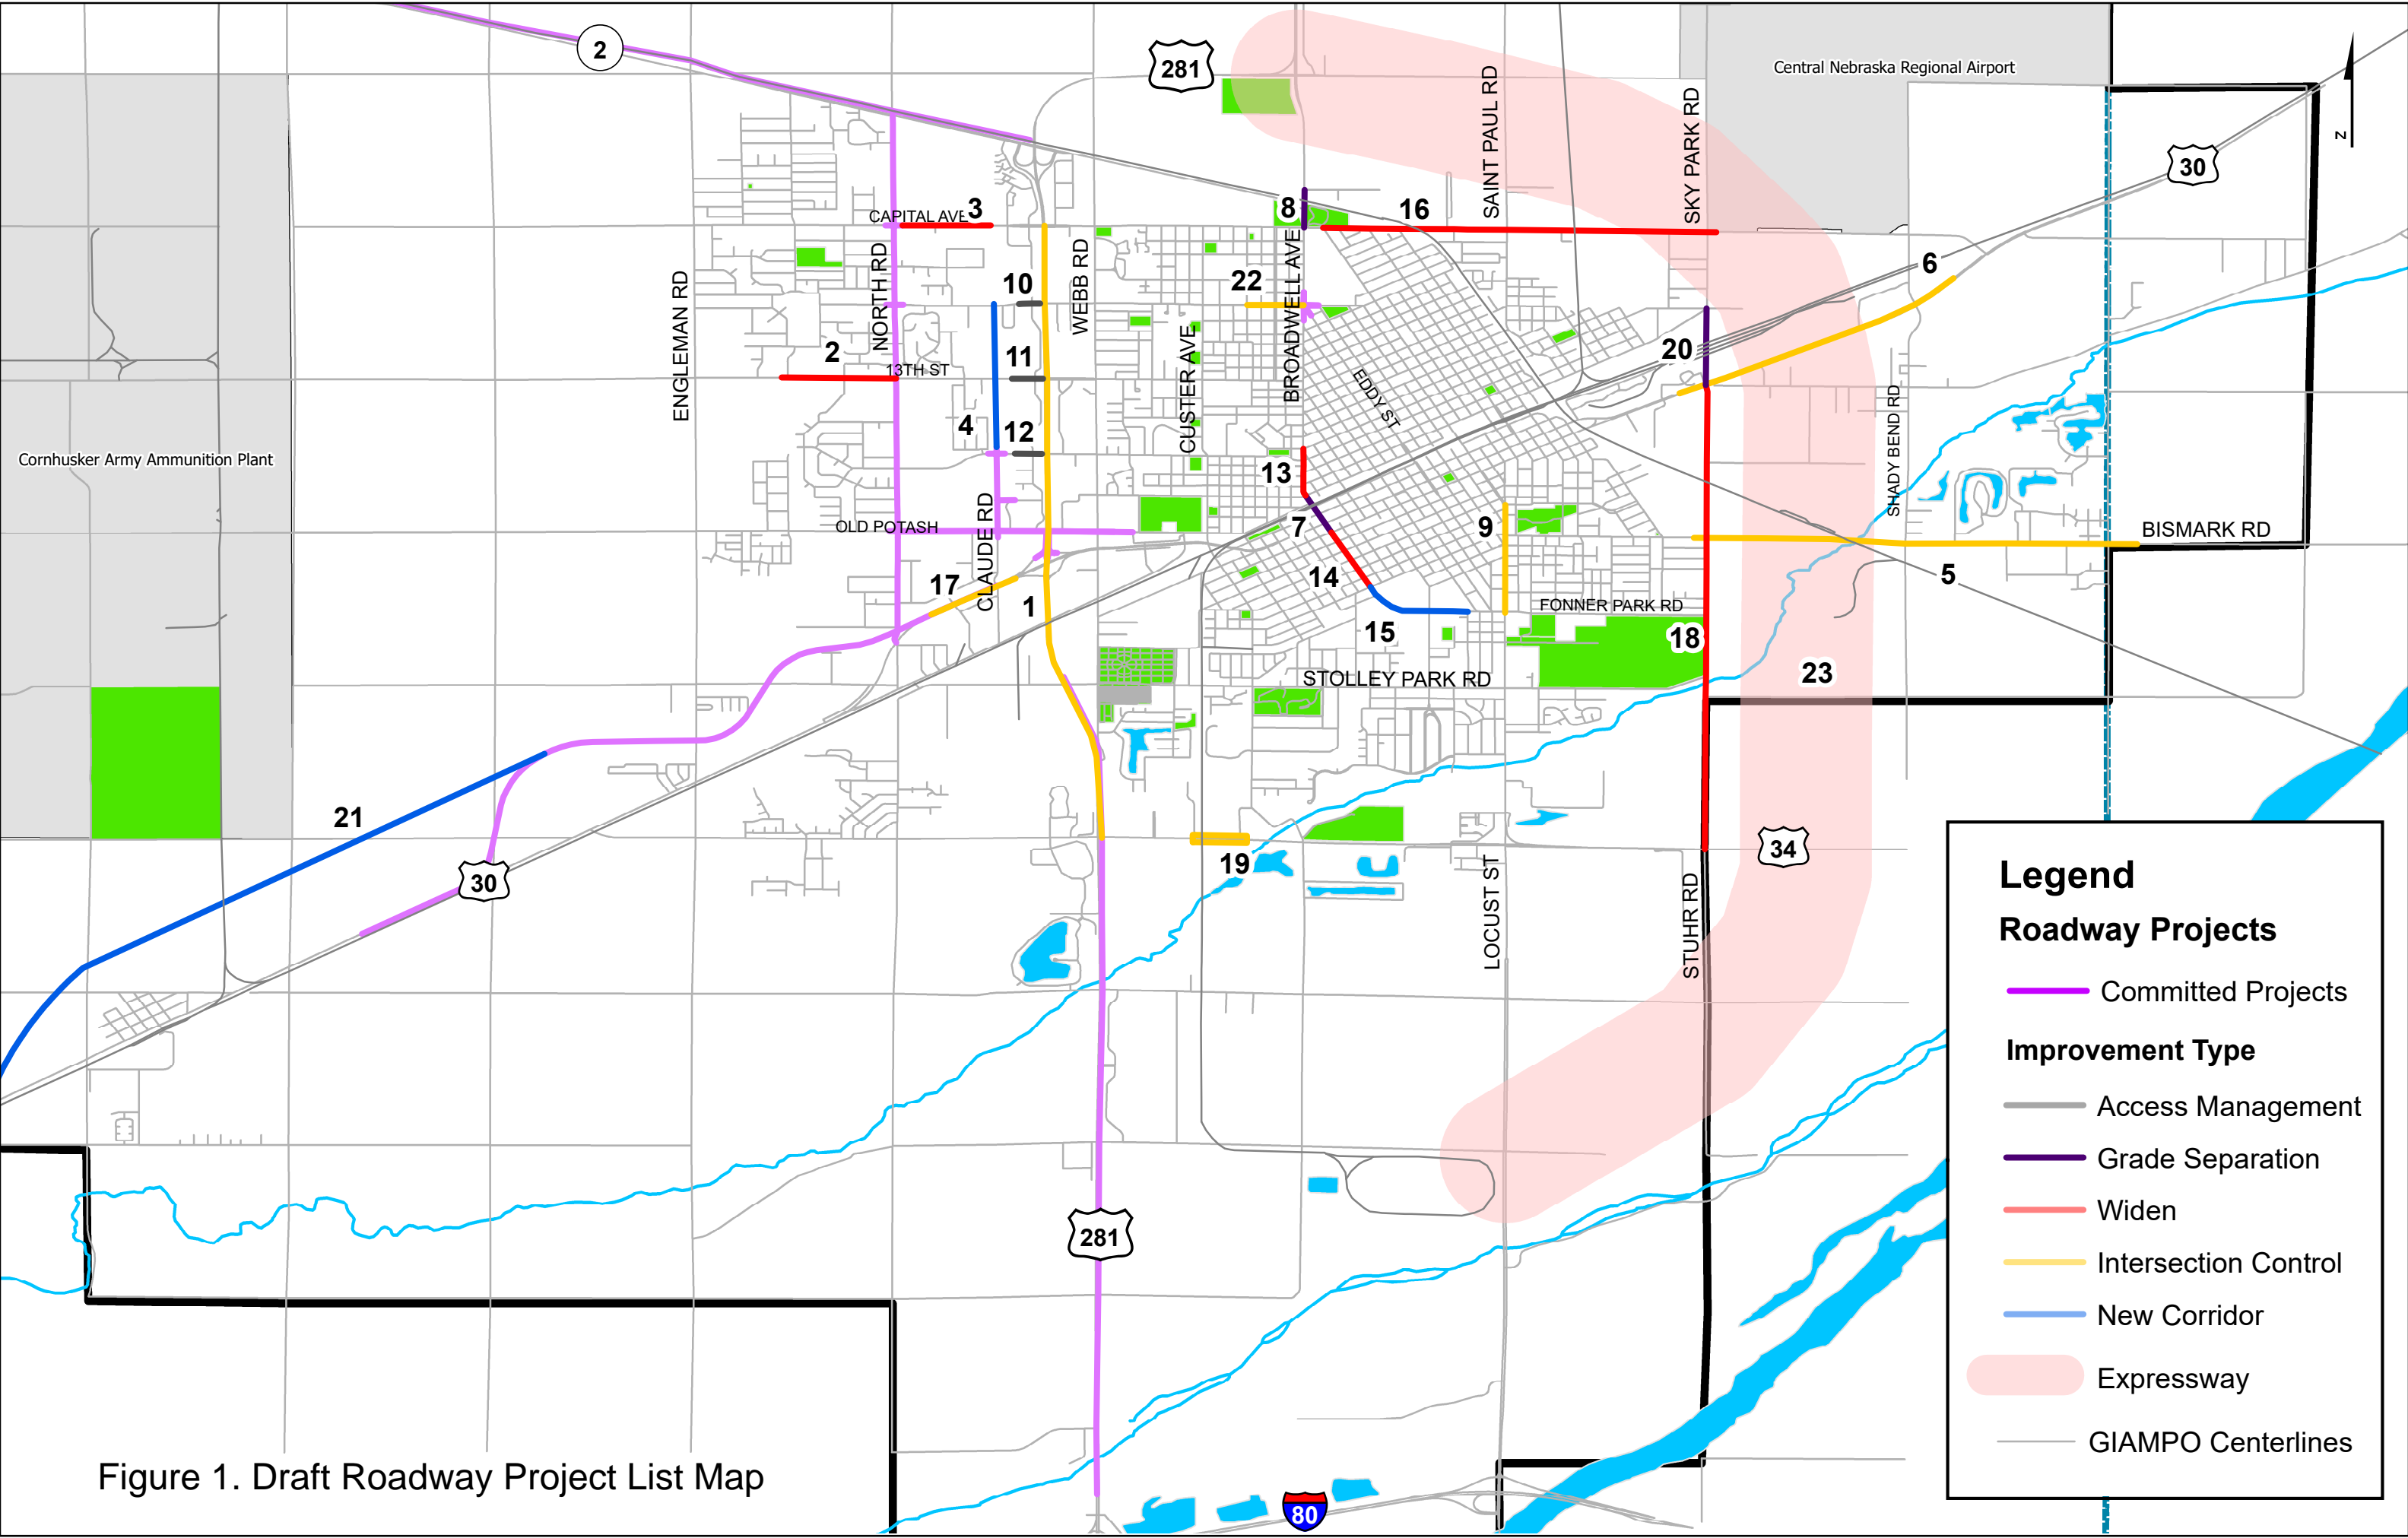 2
281
Central Nebraska Regional Airport
SAINT PAUL RD
SKY PARK RD
N
30
CAPITAL AVE
3
8
16
6
NORTH RD
WEBB RD
BROADWELL AVE
22
10
ENGLEMAN RD
2
13TH ST
11
CUSTER AVE
EDDY ST
20
SHADY BEND RD
4
12
Cornhusker Army Ammunition Plant
13
OLD POTASH
CLAUDE RD
7
9
BISMARK RD
17
1
14
5
15
FONNER PARK RD
18
STOLLEY PARK RD
23
21
30
19
34
LOCUST ST
STUHR RD
281
80
Legend
Roadway Projects
Committed Projects
Improvement Type
Access Management
Grade Separation
Widen
Intersection Control
New Corridor
Expressway
GIAMPO Centerlines
Figure 1. Draft Roadway Project List Map